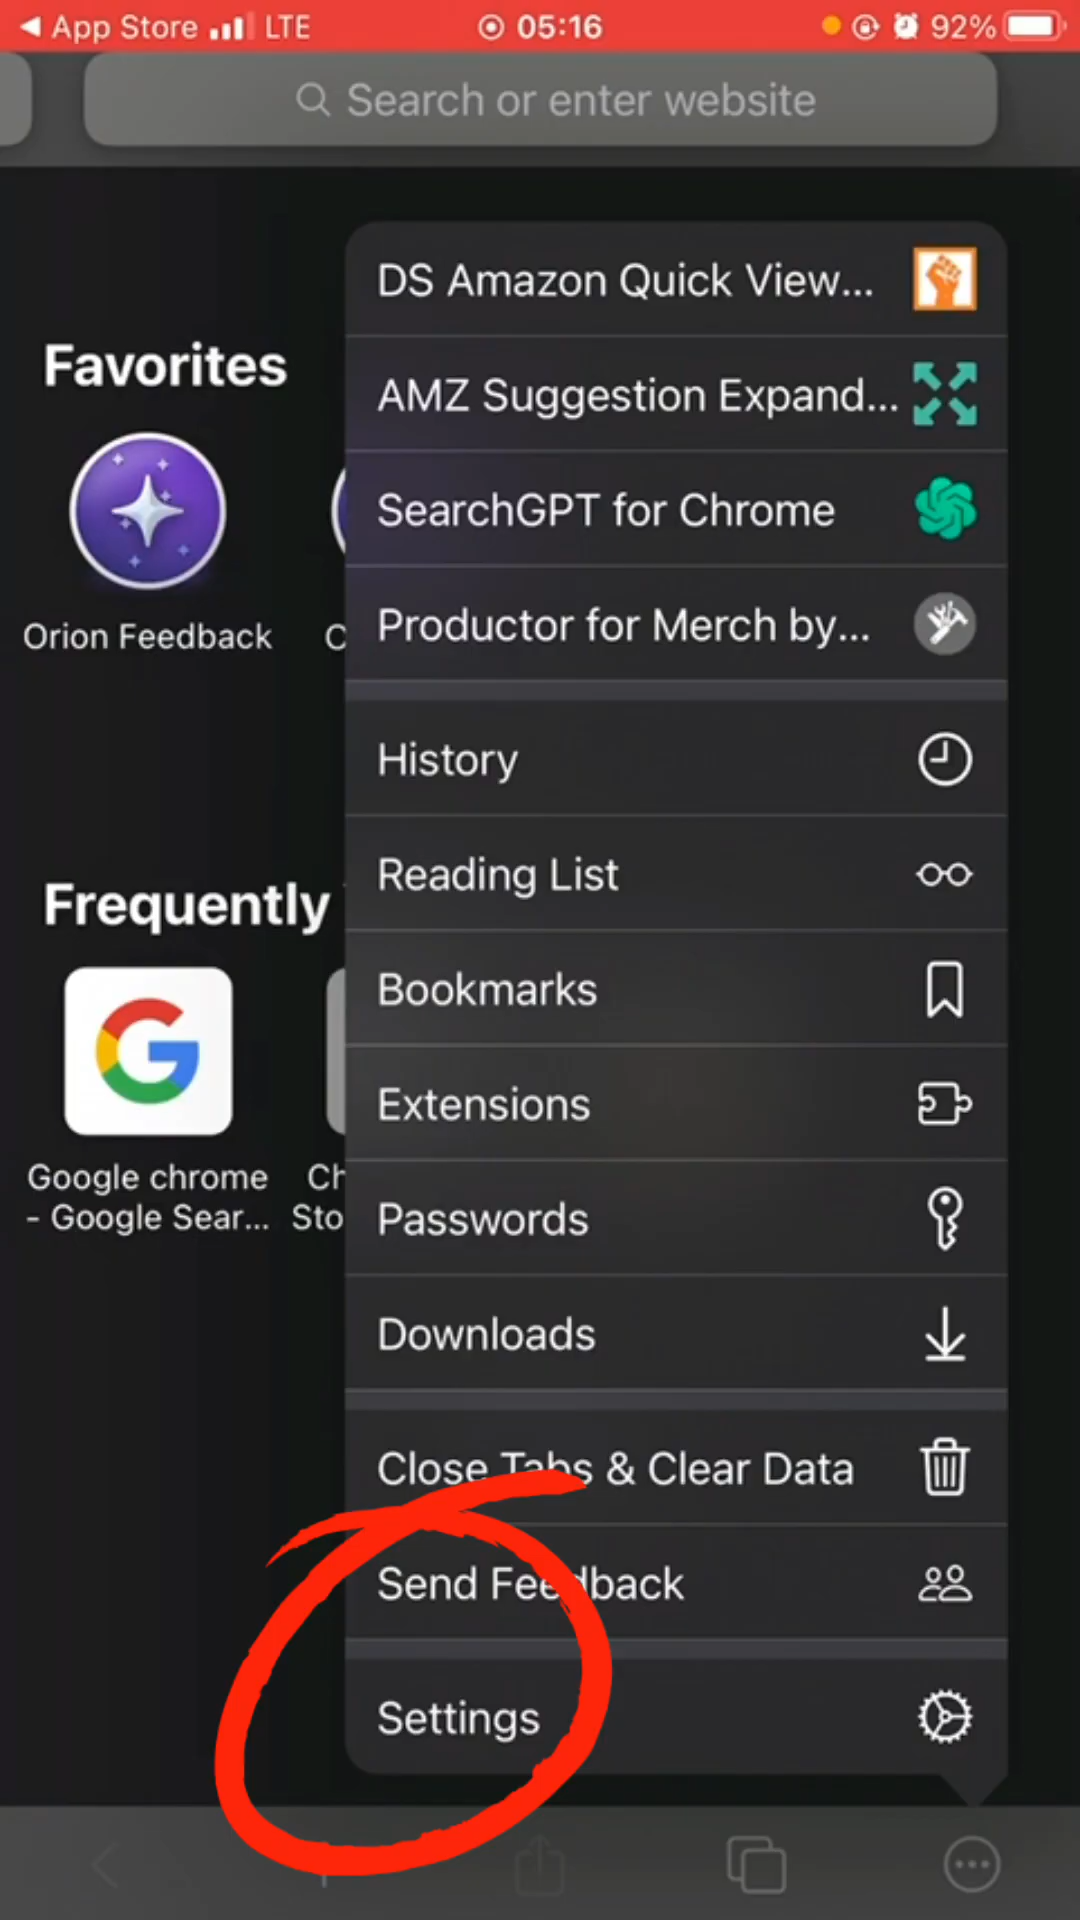 App Store LTE 05:16 92%
Search or enter website
DS Amazon Quick View...
AMZ Suggestion Expand...
SearchGPT for Chrome
Productor for Merch by...
Favorites
Orion Feedback
History
Reading List
Bookmarks
Extensions
Passwords
Downloads
Frequently
Google chrome
- Google Sear...
Close Tabs & Clear Data
Send Feedback
Settings